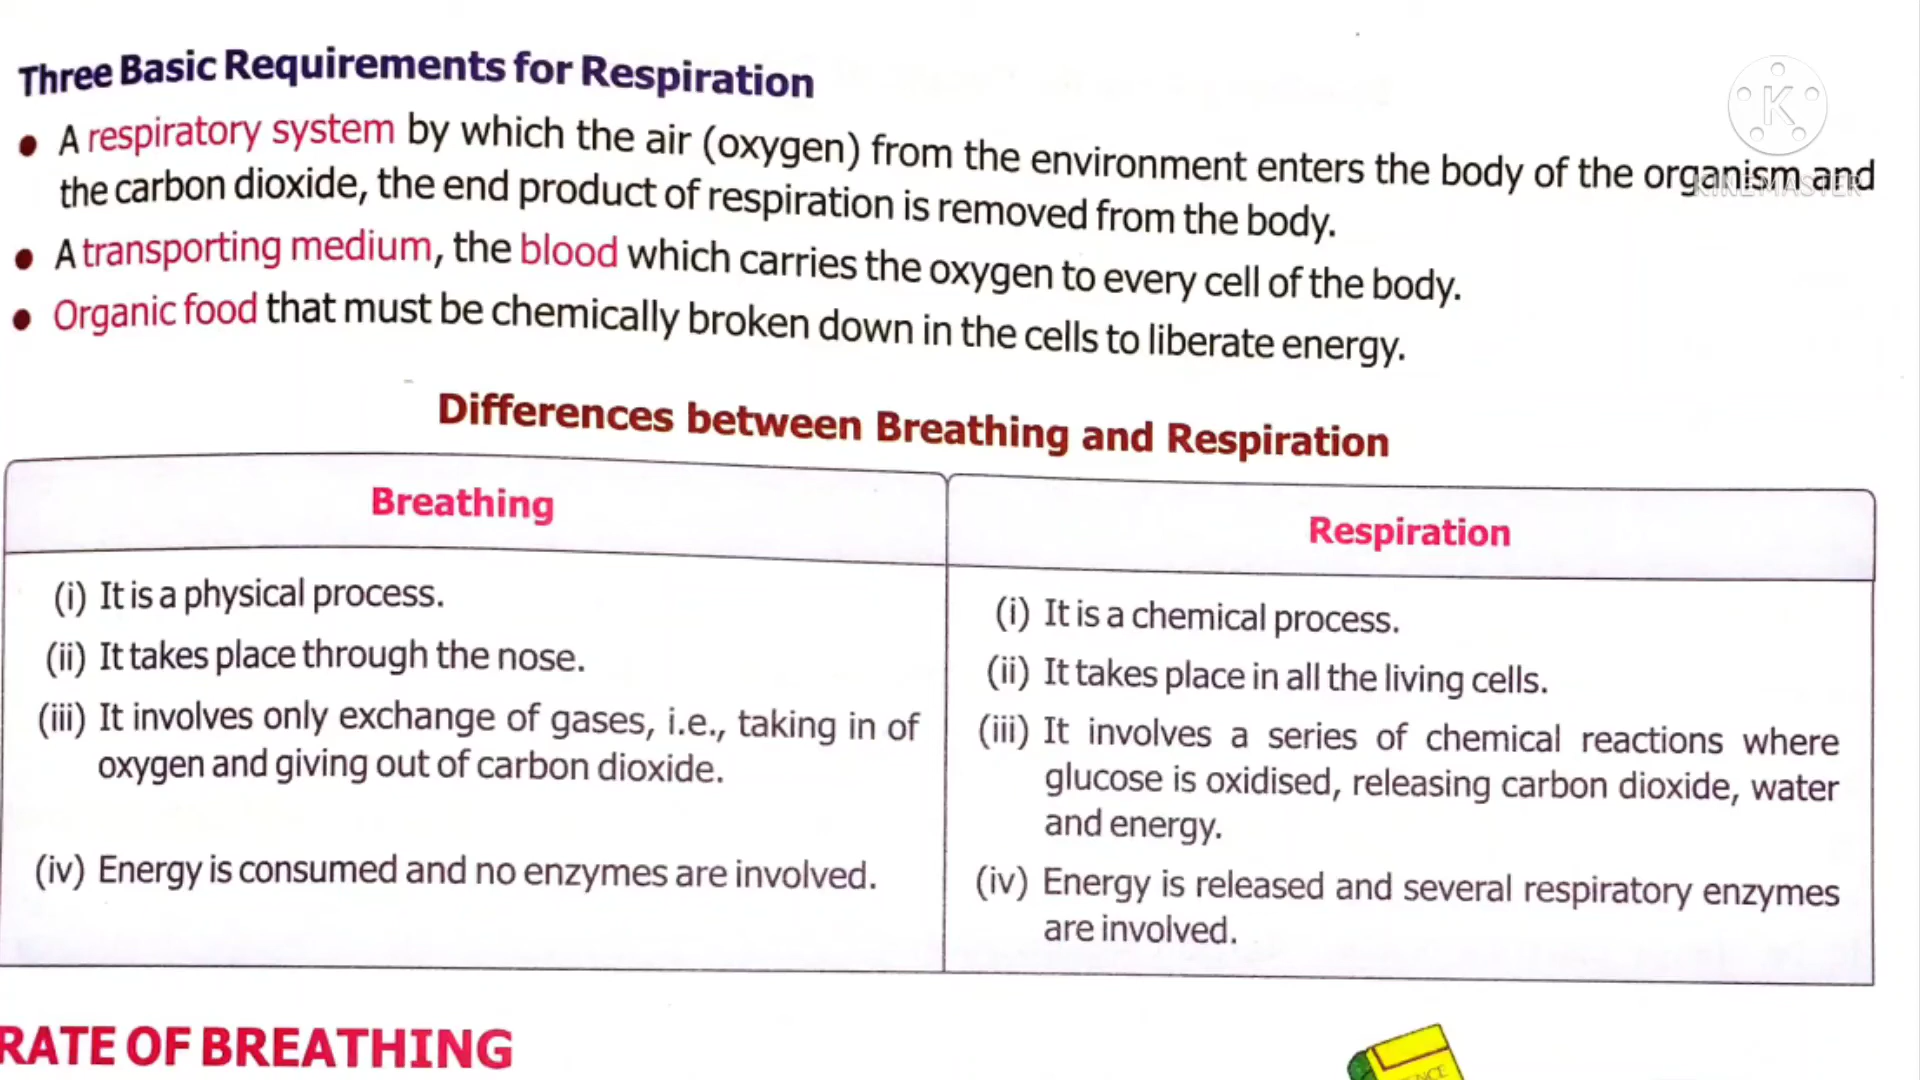 Three Basic Requirements for Respiration
K
KINEMASTER
• A respiratory system by which the air (oxygen) from the environment enters the body of the organism and
the carbon dioxide, the end product of respiration is removed from the body.
• A transporting medium, the blood which carries the oxygen to every cell of the body.
• Organic food that must be chemically broken down in the cells to liberate energy.
Differences between Breathing and Respiration
Breathing
(i) It is a physical process.
(ii) It takes place through the nose.
(iii) It involves only exchange of gases, i.e., taking in of
oxygen and giving out of carbon dioxide.
(iv) Energy is consumed and no enzymes are involved.
Respiration
(i) It is a chemical process.
(ii) It takes place in all the living cells.
(iii) It involves a series of chemical reactions where
glucose is oxidised, releasing carbon dioxide, water
and energy.
(iv) Energy is released and several respiratory enzymes
are involved.
RATE OF BREATHING